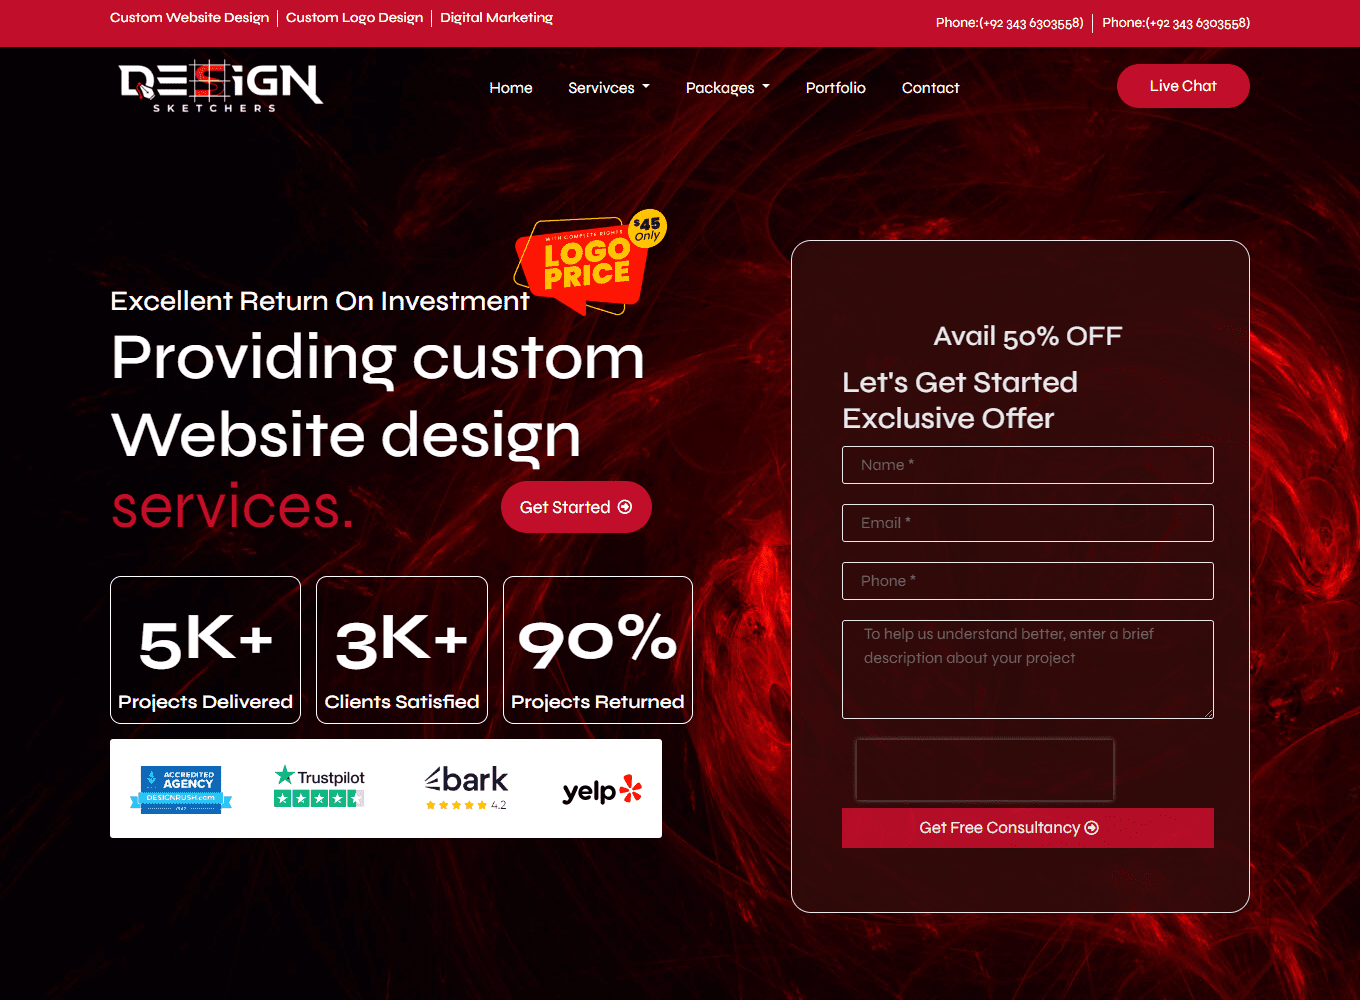 Custom Website Design | Custom Logo Design | Digital Marketing
Phone:(+92 343 6303558) | Phone:(+92 343 6303558)
DESIGN
SKETCHERS
Home Serivces Packages Portfolio Contact
Live Chat
$45
Only
WITH COMPLETE RIGHTS
LOGO
PRICE
Excellent Return On Investment
Providing custom
Website design
services.
Get Started
5K+
Projects Delivered
3K+
Clients Satisfied
90%
Projects Returned
ACCREDITED
AGENCY
DESIGNRUSH.com
Trustpilot
bark
4.2
yelp
Avail 50% OFF
Let's Get Started
Exclusive Offer
Name *
Email *
Phone *
To help us understand better, enter a brief
description about your project
Get Free Consultancy